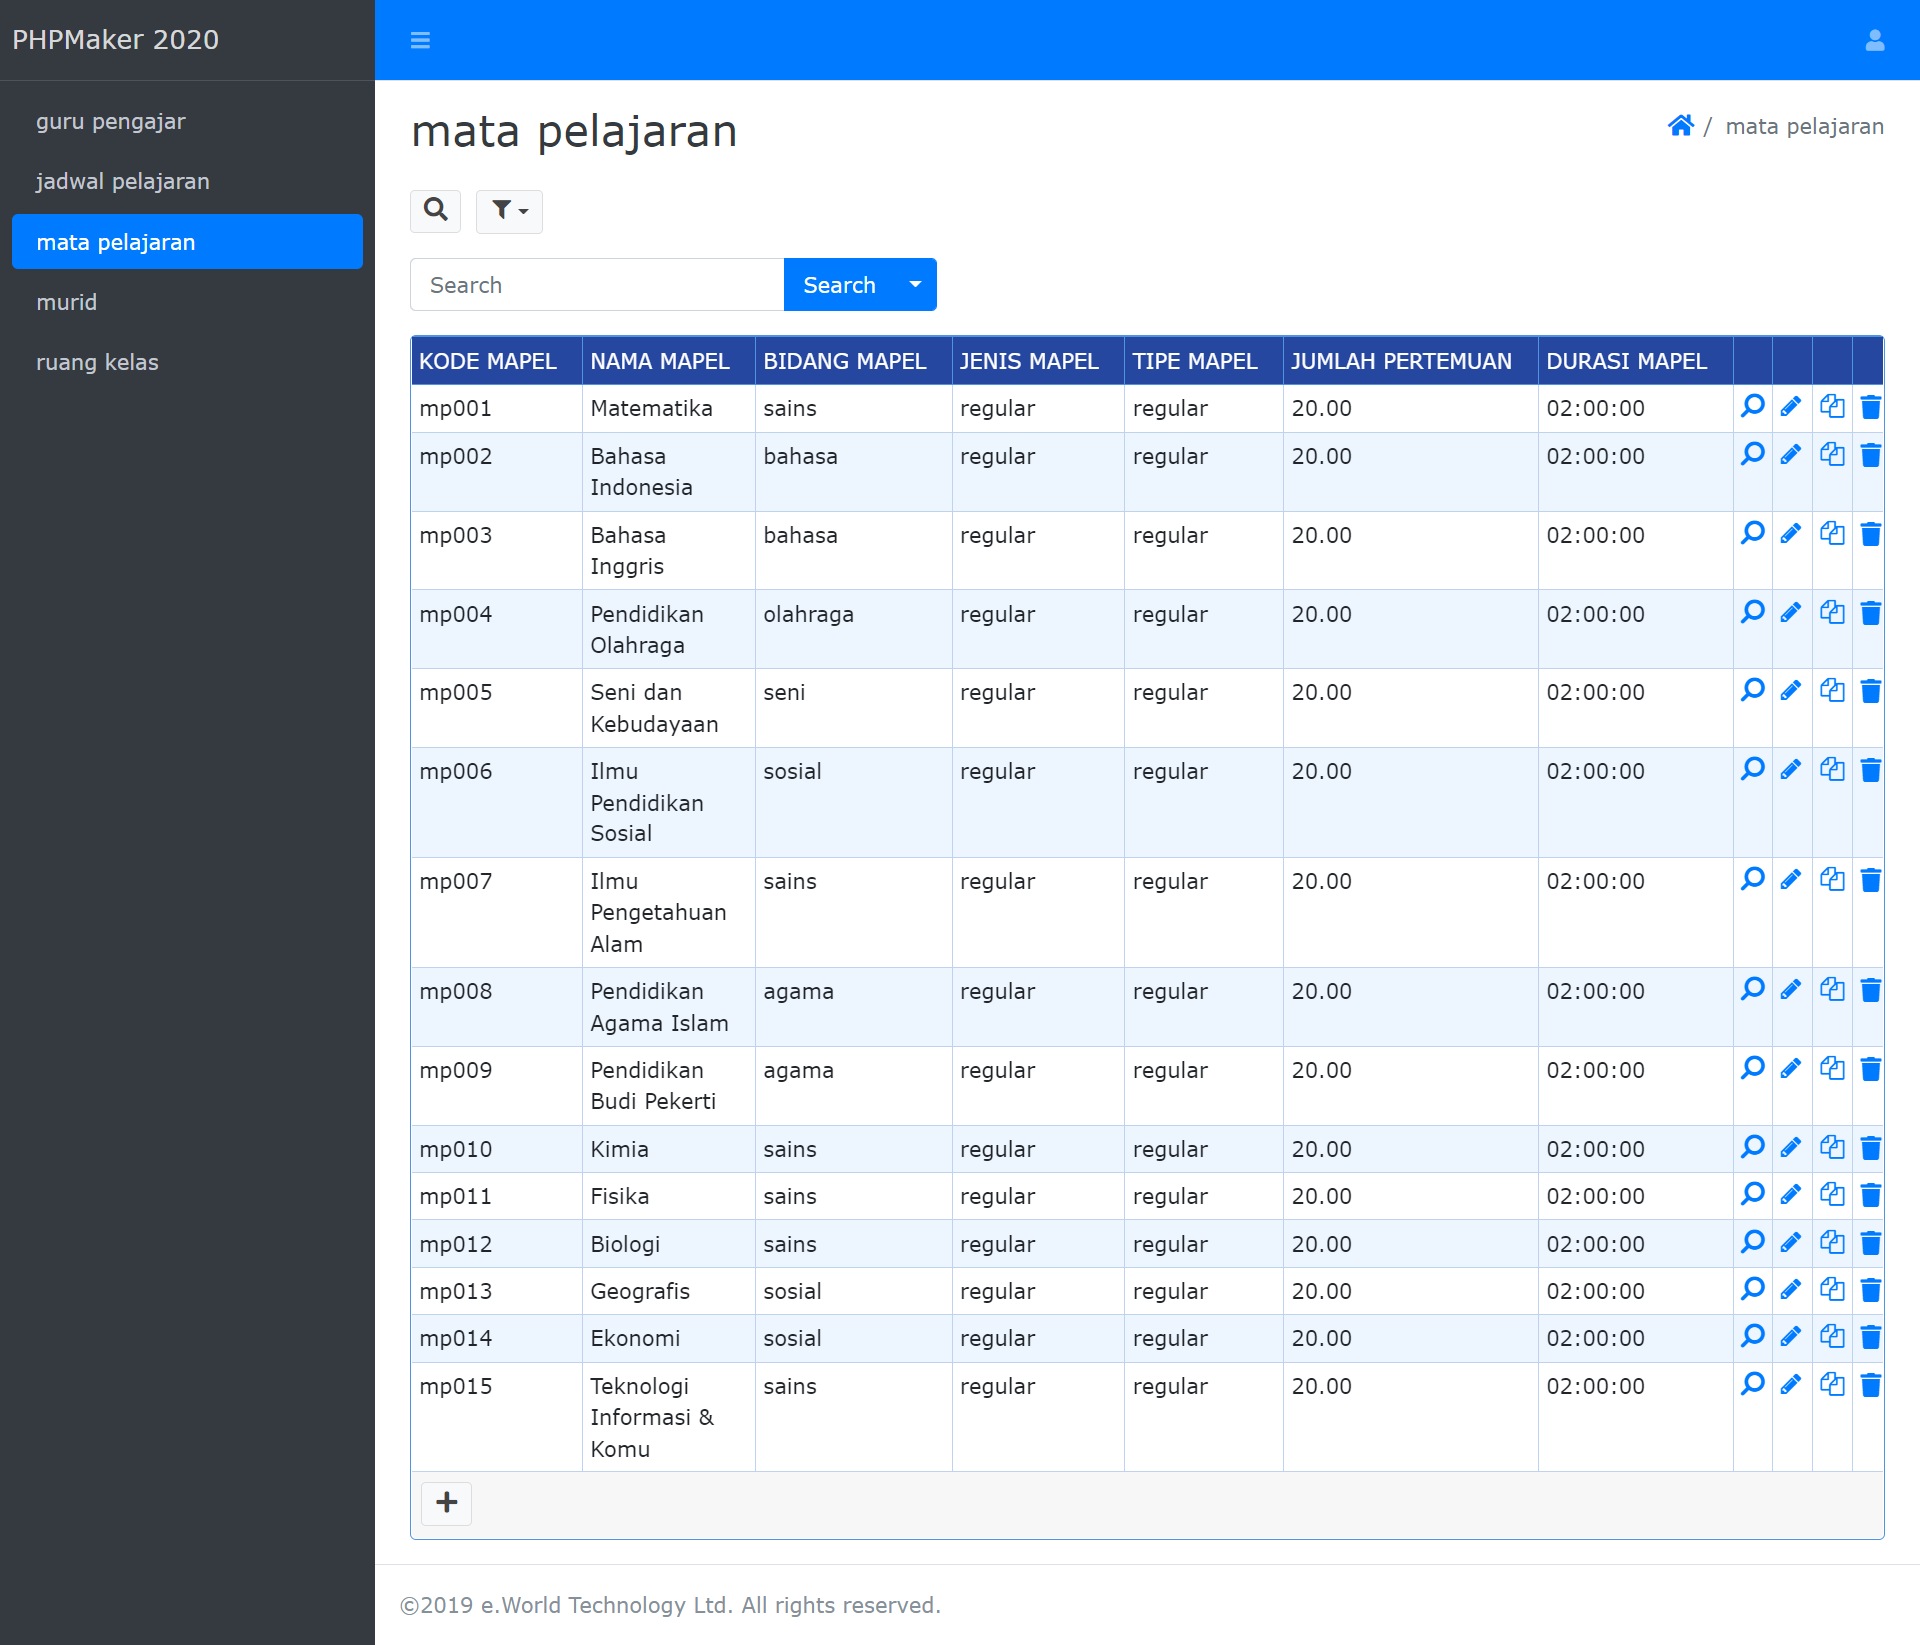 PHPMaker 2020
guru pengajar
jadwal pelajaran
mata pelajaran
murid
ruang kelas
mata pelajaran
/ mata pelajaran
Search
Search
KODE MAPEL NAMA MAPEL BIDANG MAPEL JENIS MAPEL TIPE MAPEL JUMLAH PERTEMUAN DURASI MAPEL
mp001 Matematika sains regular regular 20.00 02:00:00
mp002 Bahasa bahasa regular regular 20.00 02:00:00
Indonesia
mp003 Bahasa bahasa regular regular 20.00 02:00:00
Inggris
mp004 Pendidikan olahraga regular regular 20.00 02:00:00
Olahraga
mp005 Seni dan seni regular regular 20.00 02:00:00
Kebudayaan
mp006 Ilmu sosial regular regular 20.00 02:00:00
Pendidikan
Sosial
mp007 Ilmu sains regular regular 20.00 02:00:00
Pengetahuan
Alam
mp008 Pendidikan agama regular regular 20.00 02:00:00
Agama Islam
mp009 Pendidikan agama regular regular 20.00 02:00:00
Budi Pekerti
mp010 Kimia sains regular regular 20.00 02:00:00
mp011 Fisika sains regular regular 20.00 02:00:00
mp012 Biologi sains regular regular 20.00 02:00:00
mp013 Geografis sosial regular regular 20.00 02:00:00
mp014 Ekonomi sosial regular regular 20.00 02:00:00
mp015 Teknologi sains regular regular 20.00 02:00:00
Informasi &
Komu
©2019 e.World Technology Ltd. All rights reserved.